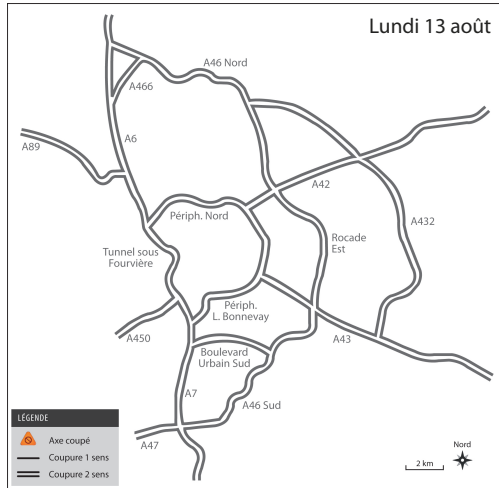 Lundi 13 août
A46 Nord
A466
A6
A89
A42
Périph. Nord
A432
Rocade
Est
Tunnel sous
Fourvière
Périph.
L. Bonnevay
A450
A43
Boulevard
Urbain Sud
A7
A46 Sud
A47
LÉGENDE
Axe coupé
Coupure 1 sens
Coupure 2 sens
Nord
2 km